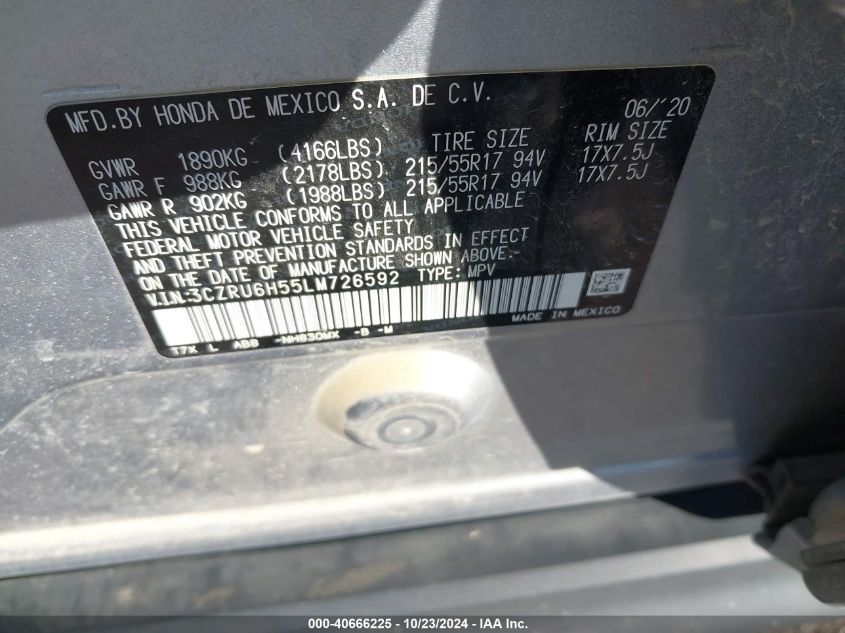 MFD.BY HONDA DE MEXICO S.A. DE C.V. 06/'20
TIRE SIZE RIM SIZE
GVWR 1890KG (4166LBS)
GAWR F 988KG (2178LBS) 215/55R17 94V 17X7.5J
GAWR R 902KG (1988LBS) 215/55R17 94V 17X7.5J
THIS VEHICLE CONFORMS TO ALL APPLICABLE
FEDERAL MOTOR VEHICLE SAFETY
AND THEFT PREVENTION STANDARDS IN EFFECT
ON THE DATE OF MANUFACTURE SHOWN ABOVE.
V.I.N.3CZRU6H55LM726592 TYPE: MPV
MADE IN MEXICO
T7X L AB8 -NH830MX -B -M
000-40666225 - 10/23/2024 - IAA Inc.